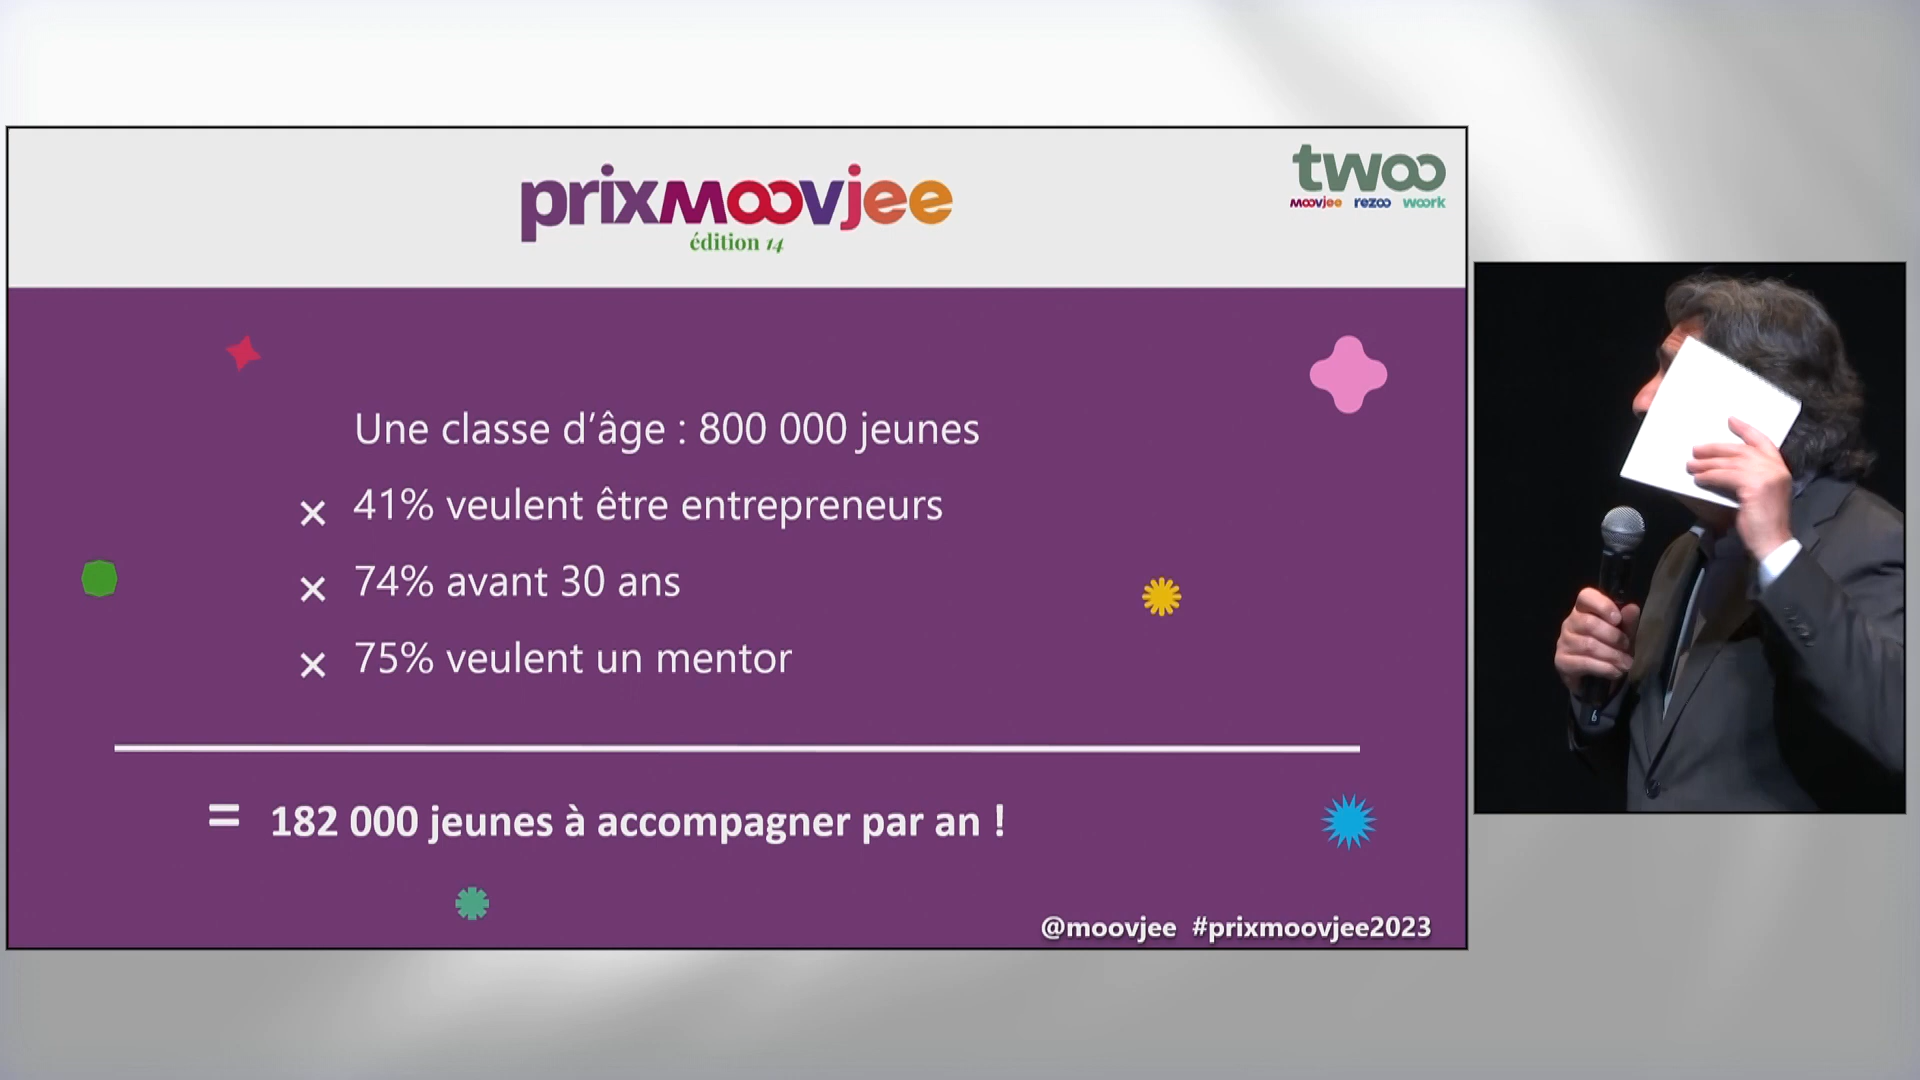 prixmoovjee
édition 14
twoo
moovjee rezoo woork
Une classe d'âge : 800 000 jeunes
× 41% veulent être entrepreneurs
× 74% avant 30 ans
× 75% veulent un mentor
= 182 000 jeunes à accompagner par an !
@moovjee #prixmoovjee2023
6